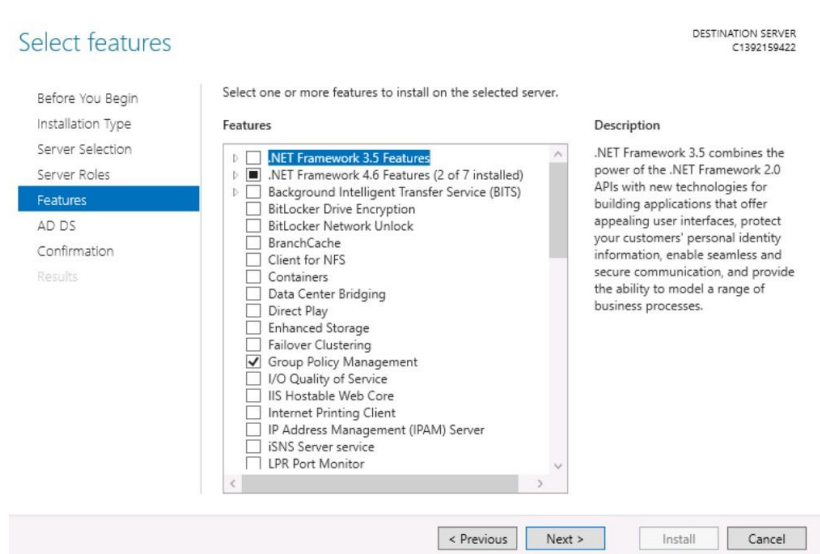 Select features
DESTINATION SERVER
C1392159422
Before You Begin
Installation Type
Server Selection
Server Roles
Features
AD DS
Confirmation
Results
Select one or more features to install on the selected server.
Features
.NET Framework 3.5 Features
.NET Framework 4.6 Features (2 of 7 installed)
Background Intelligent Transfer Service (BITS)
BitLocker Drive Encryption
BitLocker Network Unlock
BranchCache
Client for NFS
Containers
Data Center Bridging
Direct Play
Enhanced Storage
Failover Clustering
Group Policy Management
I/O Quality of Service
IIS Hostable Web Core
Internet Printing Client
IP Address Management (IPAM) Server
iSNS Server service
LPR Port Monitor
Description
.NET Framework 3.5 combines the
power of the .NET Framework 2.0
APIs with new technologies for
building applications that offer
appealing user interfaces, protect
your customers' personal identity
information, enable seamless and
secure communication, and provide
the ability to model a range of
business processes.
< Previous
Next >
Install
Cancel